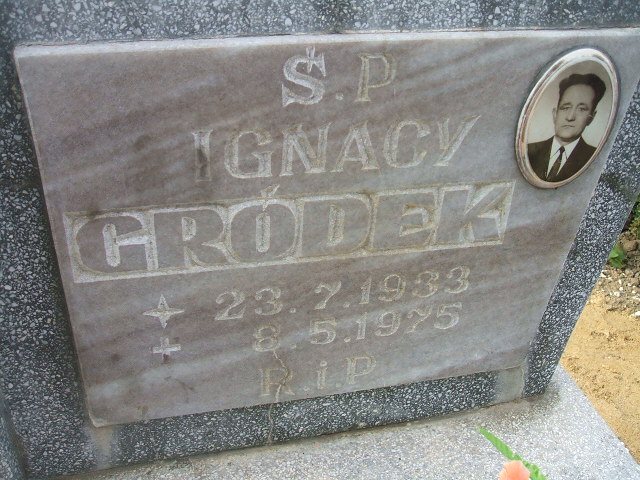 Ś.P
IGNACY
GRÓDEK
23.7.1933
8.5.1975
R.i.P